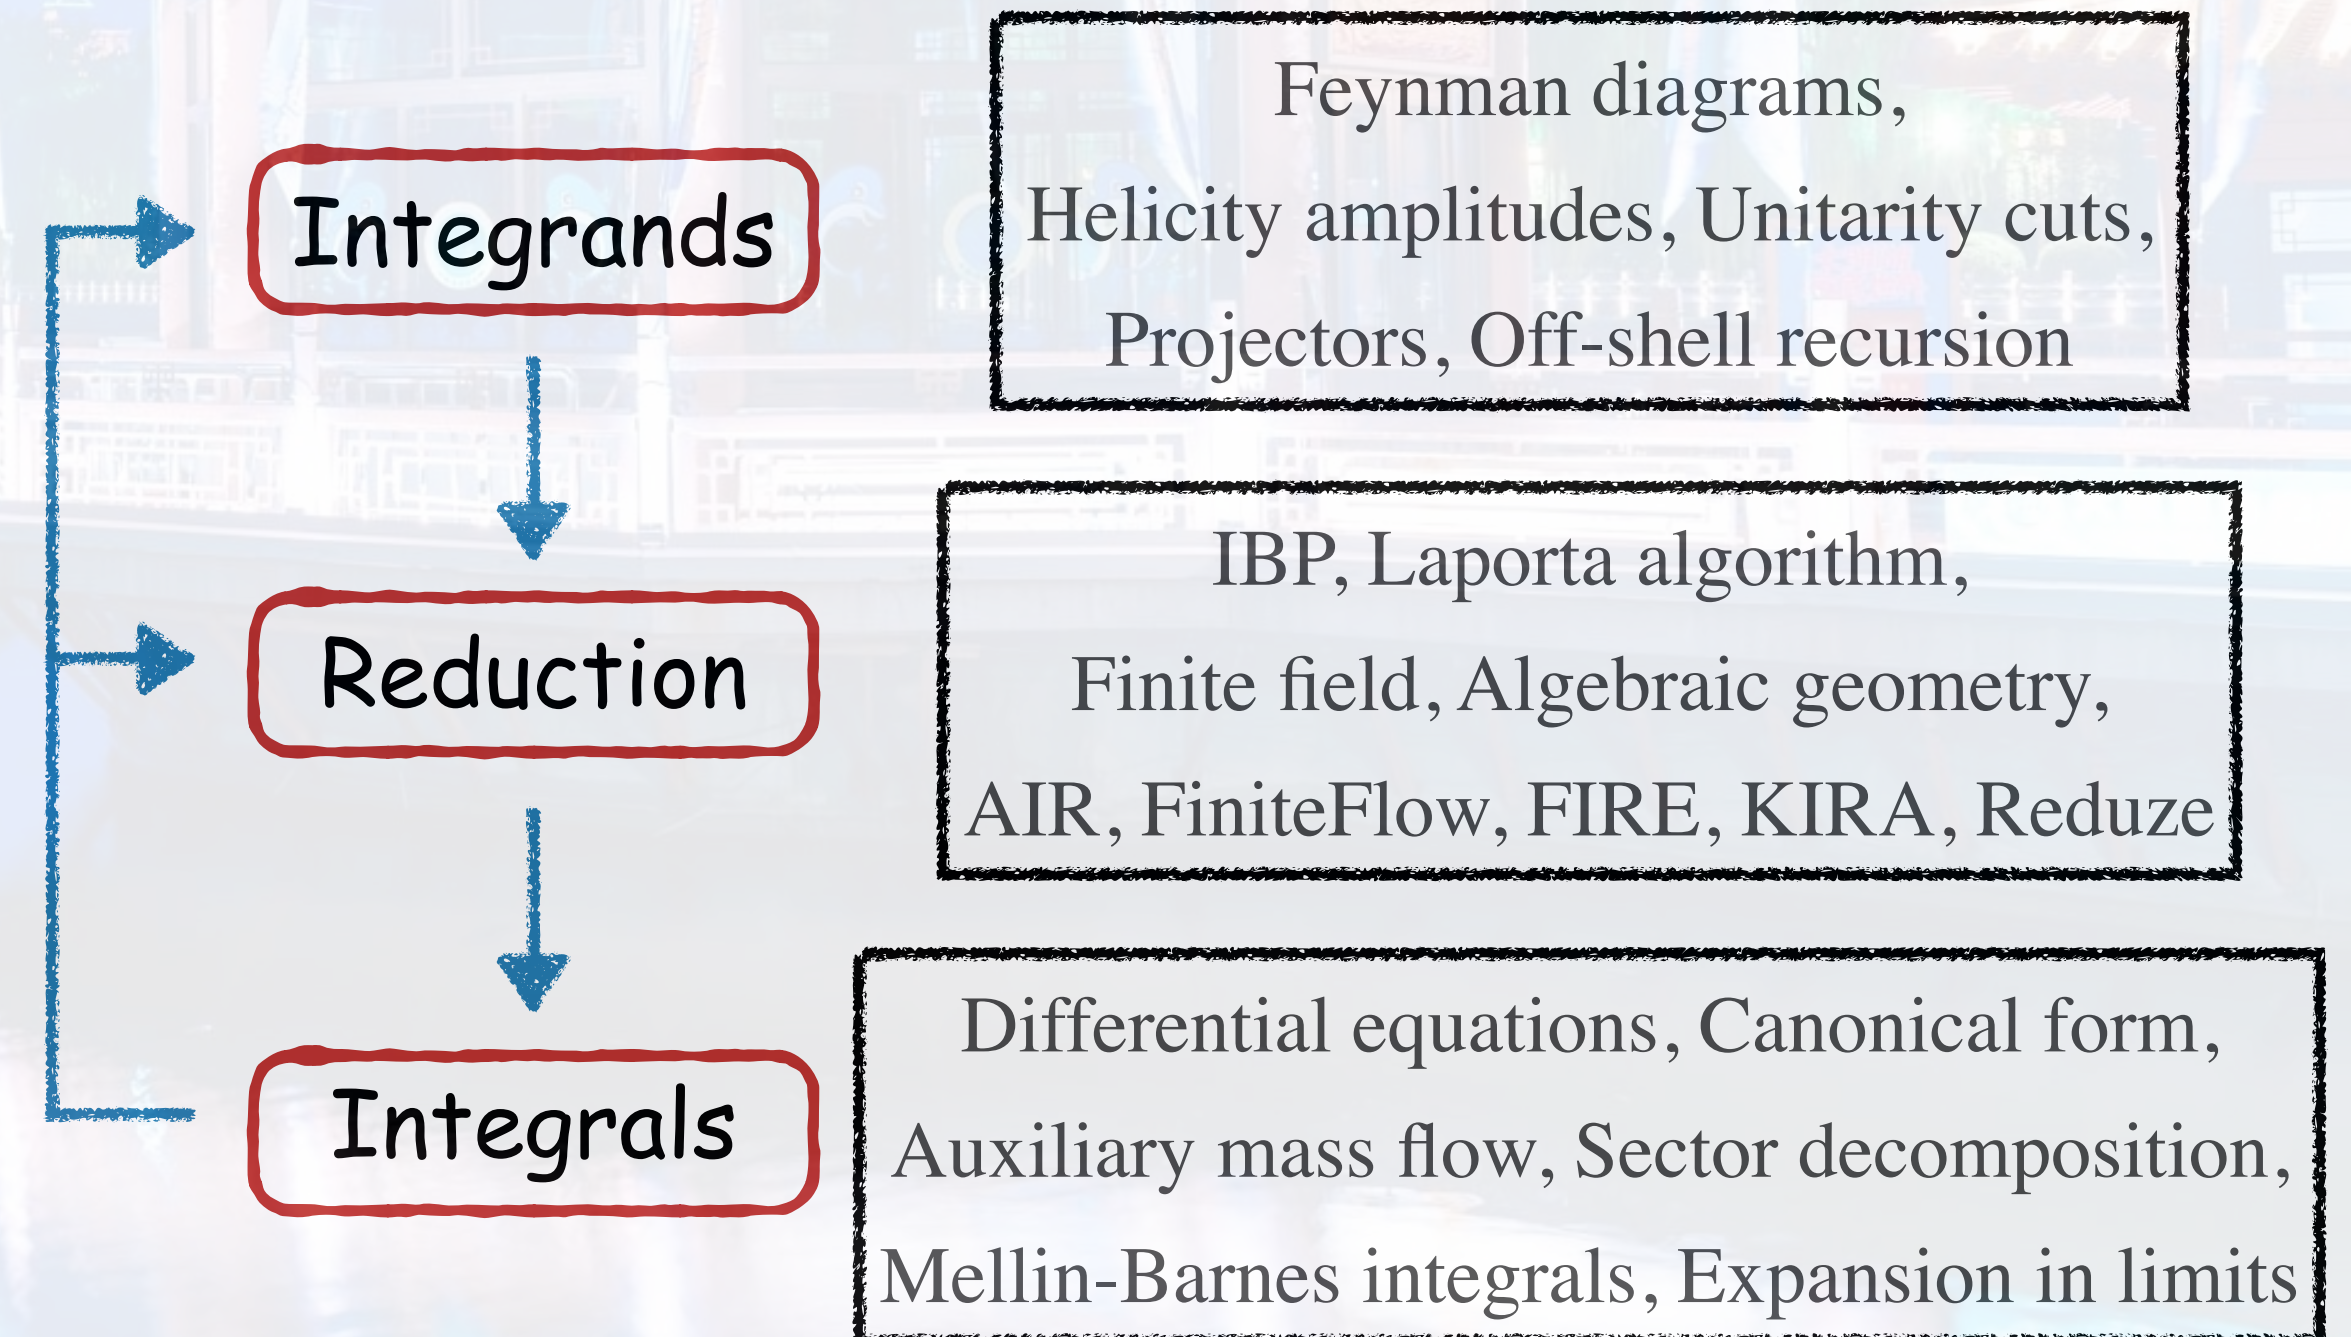 Integrands
Feynman diagrams,
Helicity amplitudes, Unitarity cuts,
Projectors, Off-shell recursion
Reduction
IBP, Laporta algorithm,
Finite field, Algebraic geometry,
AIR, FiniteFlow, FIRE, KIRA, Reduze
Integrals
Differential equations, Canonical form,
Auxiliary mass flow, Sector decomposition,
Mellin-Barnes integrals, Expansion in limits